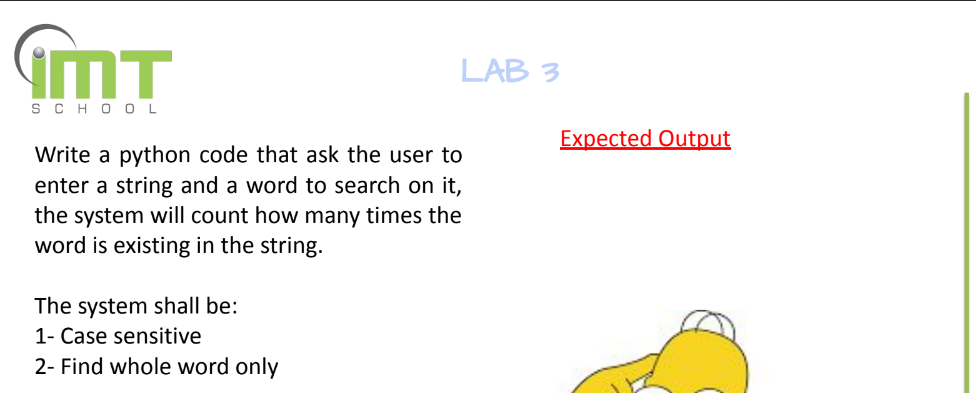 iMT
SCHOOL
LAB 3
Expected Output
Write a python code that ask the user to
enter a string and a word to search on it,
the system will count how many times the
word is existing in the string.
The system shall be:
1- Case sensitive
2- Find whole word only